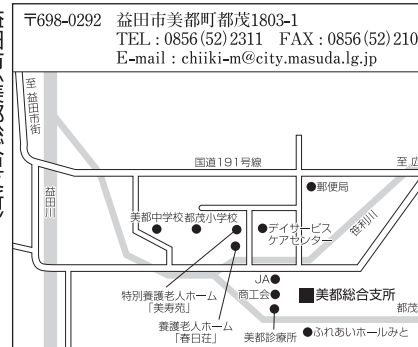 〒698-0292 益田市美都町都茂1803-1
TEL：0856(52)2311 FAX：0856(52)210
E-mail：chiiki-m@city.masuda.lg.jp
至 益田市街
国道191号線
至 広
益田川
郵便局
美都中学校
都茂小学校
デイサービス
ケアセンター
笹利川
特別養護老人ホーム
「美寿苑」
JA
商工会
美都総合支所
養護老人ホーム
「春日荘」
美都診療所
都茂
ふれあいホールみと